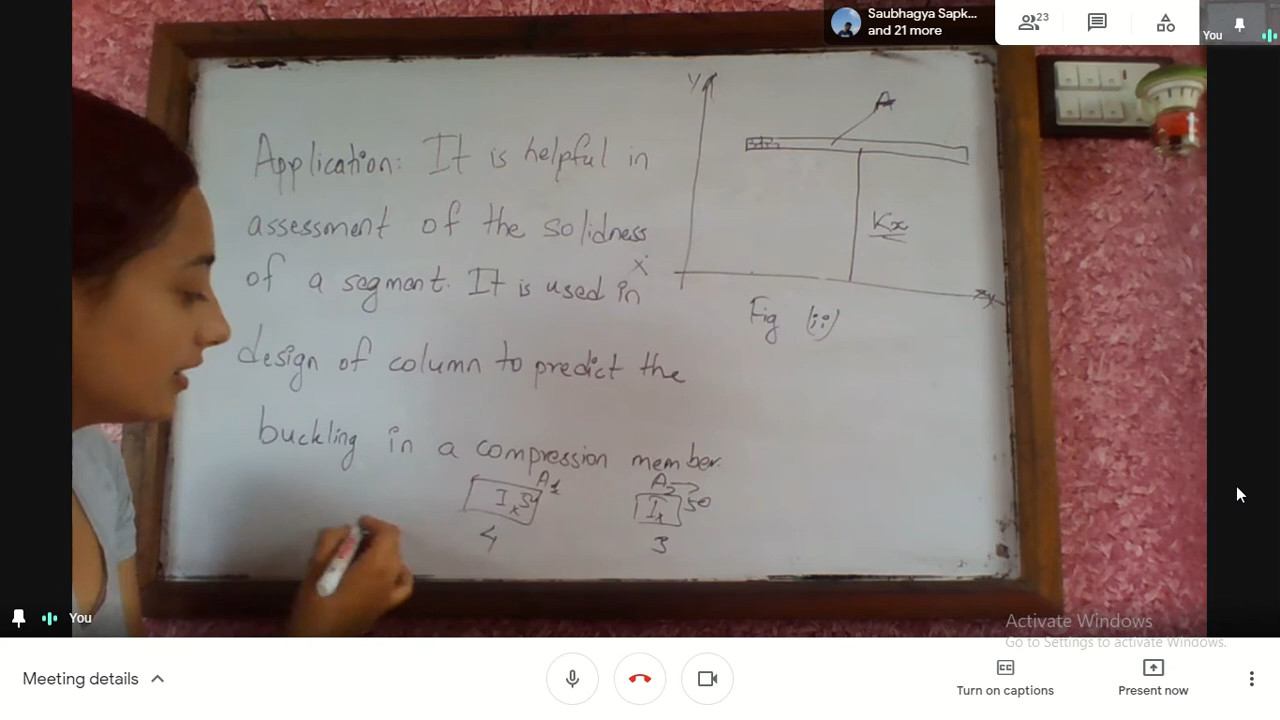 Saubhagya Sapk...
and 21 more
23
You
Y
A
Application: It is helpful in
assessment of the solidness
of a segment. It is used in
X
Kx
Fig (ii)
design of column to predict the
buckling in a compression member.
A1
Ix
4
A2
50
Ix
3
You
Activate Windows
Go to Settings to activate Windows.
Meeting details
Turn on captions
Present now